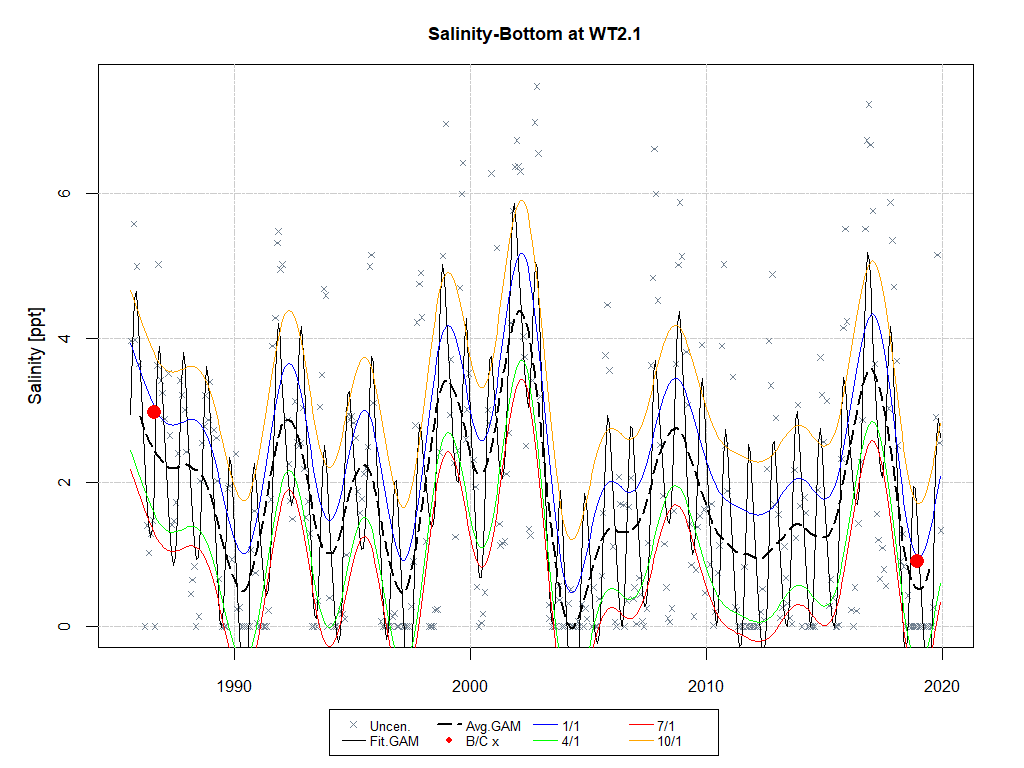 Salinity-Bottom at WT2.1
Salinity [ppt]
6
4
2
0
1990 2000 2010 2020
Uncen. Avg.GAM 1/1 7/1
Fit.GAM B/C x 4/1 10/1